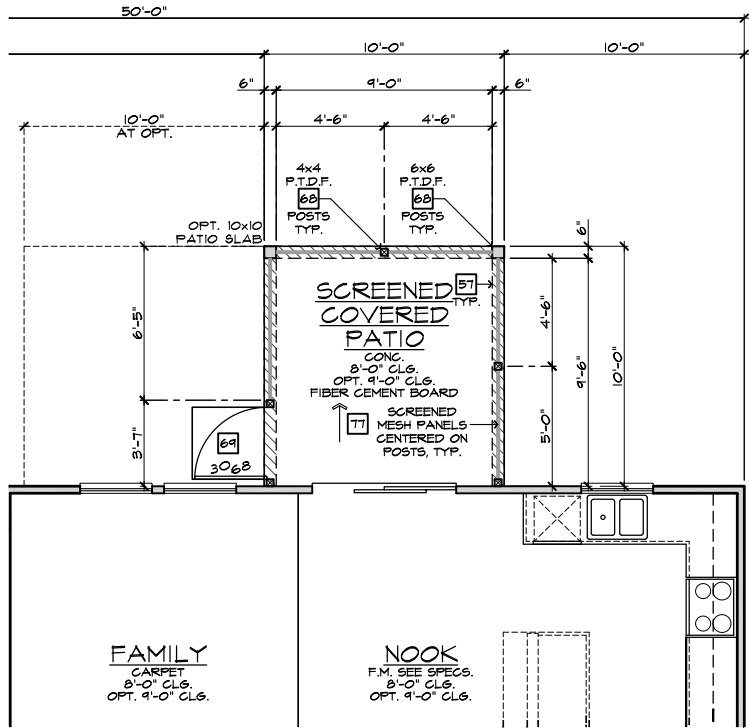 50'-0"
10'-0"
10'-0"
6"
9'-0"
6"
10'-0"
AT OPT.
4'-6"
4'-6"
4x4
P.T.D.F.
68
POSTS
TYP.
6x6
P.T.D.F.
68
POSTS
TYP.
OPT. 10x10
PATIO SLAB
6"
57
TYP.
SCREENED
COVERED
PATIO
CONC.
8'-0" CLG.
OPT. 9'-0" CLG.
FIBER CEMENT BOARD
6'-5"
4'-6"
9'-6"
10'-0"
77
SCREENED
MESH PANELS
CENTERED ON
POSTS, TYP.
3'-7"
69
3068
5'-0"
FAMILY
CARPET
8'-0" CLG.
OPT. 9'-0" CLG.
NOOK
F.M. SEE SPECS.
8'-0" CLG.
OPT. 9'-0" CLG.